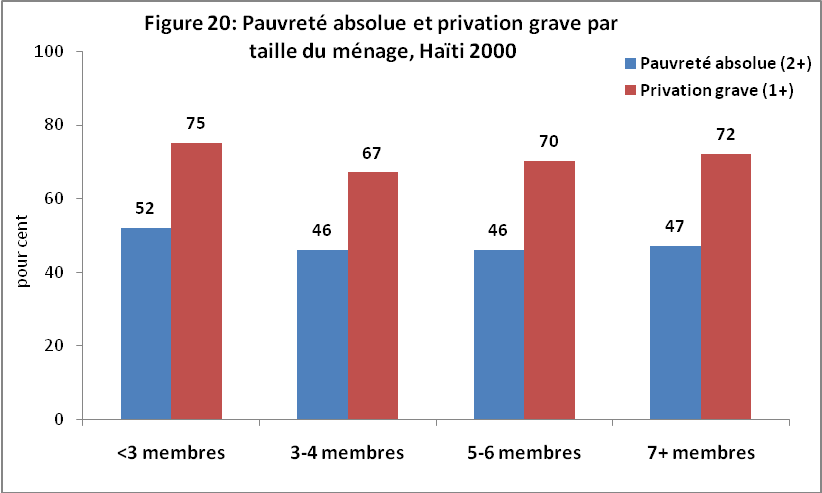 Figure 20: Pauvreté absolue et privation grave par
taille du ménage, Haïti 2000
Pauvreté absolue (2+)
Privation grave (1+)
pour cent
100
80
60
40
20
0
52
75
46
67
46
70
47
72
<3 membres
3-4 membres
5-6 membres
7+ membres